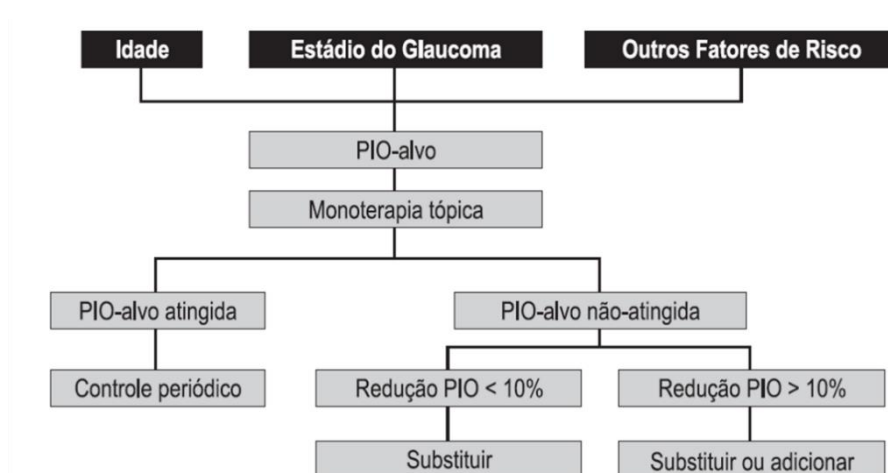 Idade
Estádio do Glaucoma
Outros Fatores de Risco
PIO-alvo
Monoterapia tópica
PIO-alvo atingida
PIO-alvo não-atingida
Controle periódico
Redução PIO < 10%
Redução PIO > 10%
Substituir
Substituir ou adicionar